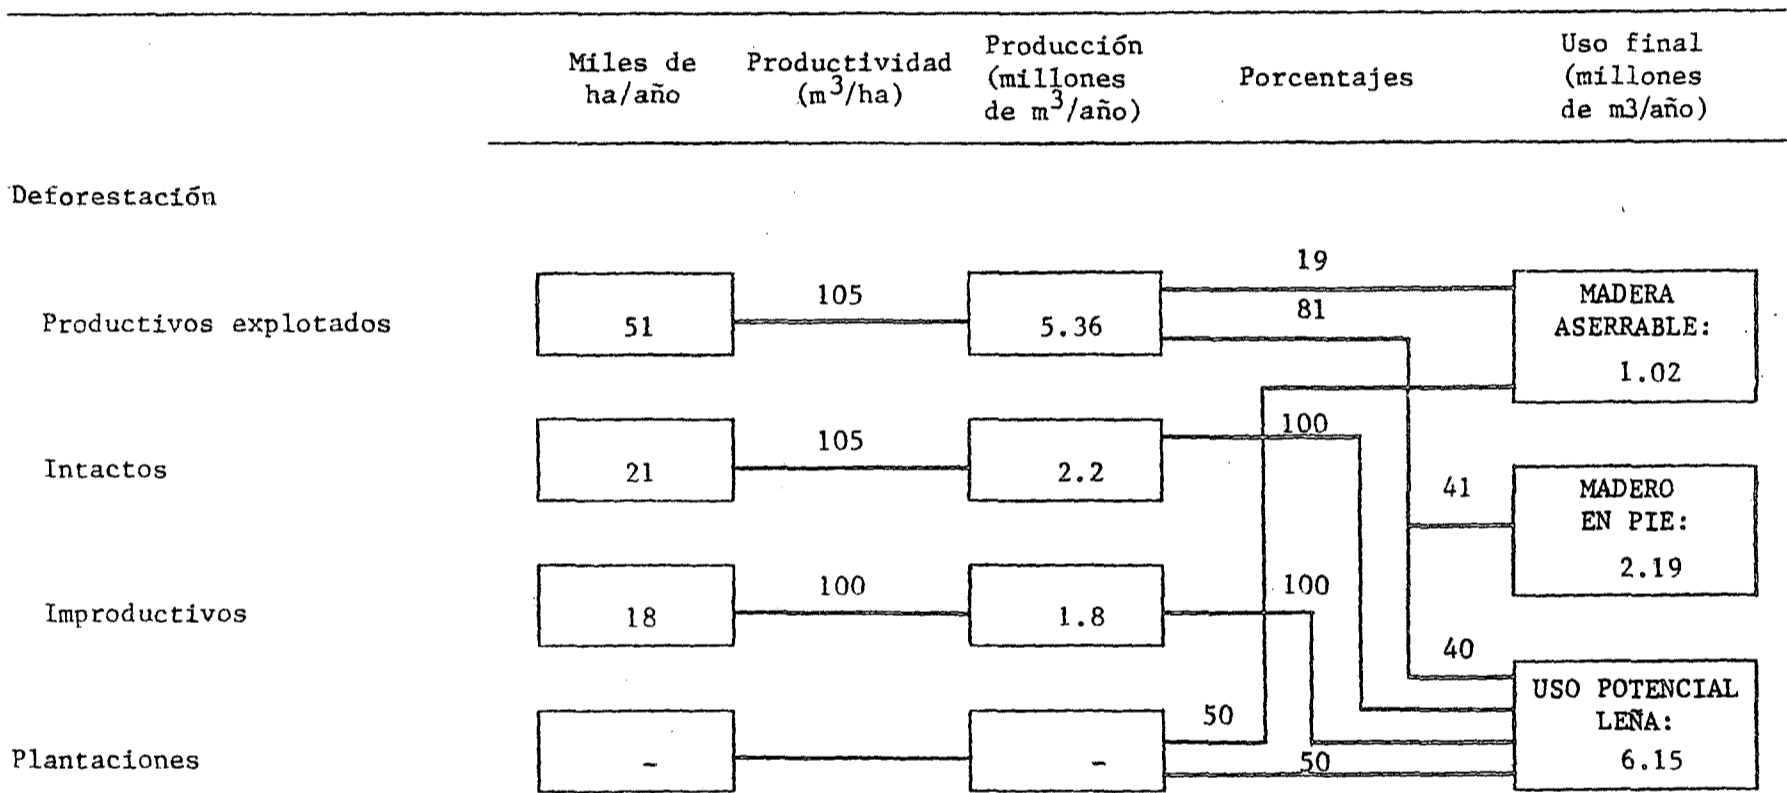 Miles de
ha/año
Productividad
(m³/ha)
Producción
(millones
de m³/año)
Porcentajes
Uso final
(millones
de m3/año)
Deforestación
Productivos explotados
51
105
5.36
19
81
MADERA
ASERRABLE:
1.02
Intactos
21
105
2.2
100
41
MADERO
EN PIE:
2.19
Improductivos
18
100
1.8
100
40
USO POTENCIAL
LEÑA:
6.15
Plantaciones
-
-
50
50